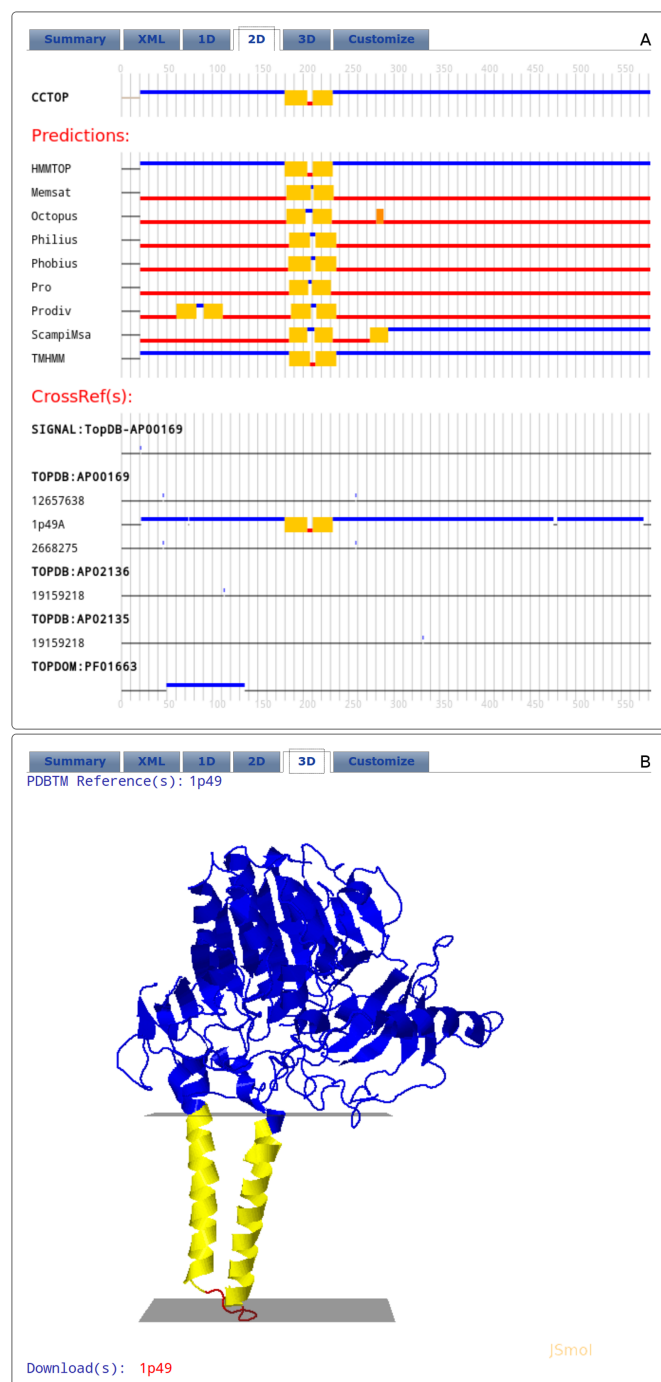 Summary XML 1D 2D 3D Customize A
0 50 100 150 200 250 300 350 400 450 500 550
CCTOP
Predictions:
HMMTOP
Memsat
Octopus
Philius
Phobius
Pro
Prodiv
ScampiMsa
TMHMM
CrossRef(s):
SIGNAL:TopDB-AP00169
TOPDB:AP00169
12657638
1p49A
2668275
TOPDB:AP02136
19159218
TOPDB:AP02135
19159218
TOPDOM:PF01663
0 50 100 150 200 250 300 350 400 450 500 550
Summary XML 1D 2D 3D Customize B
PDBTM Reference(s): 1p49
JSmol
Download(s): 1p49